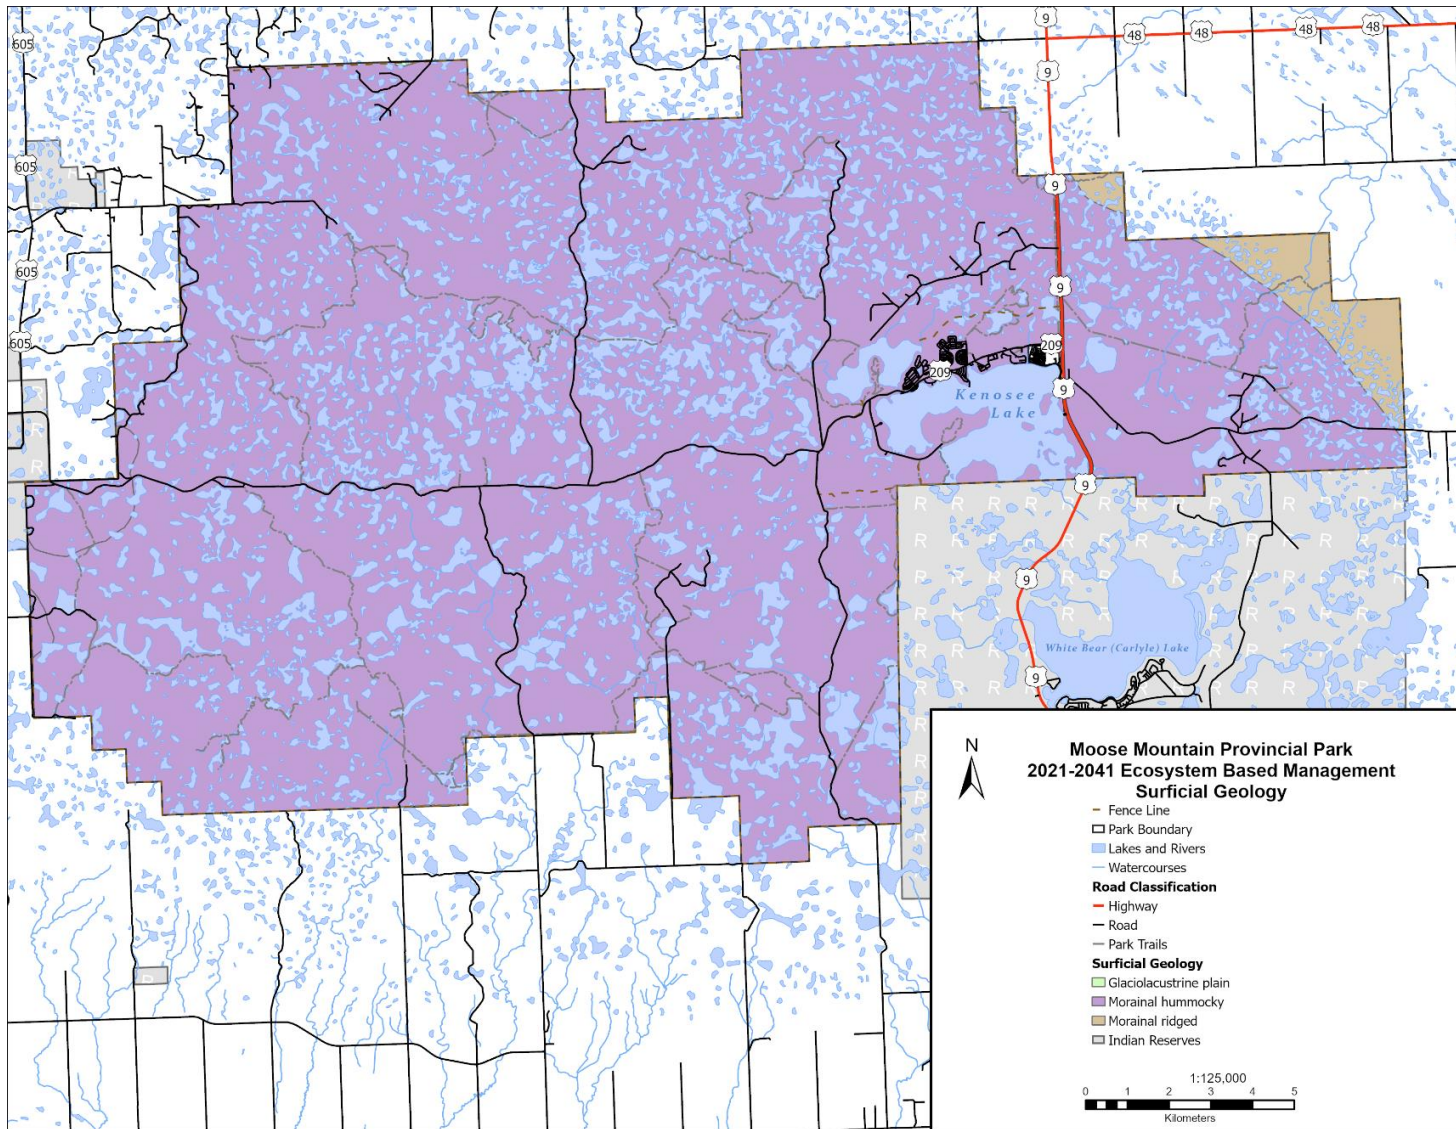 9
48
48
48
48
605
9
605
9
605
9
605
209
209
9
Kenosee
Lake
9
9
White Bear (Carlyle) Lake
9
N
Moose Mountain Provincial Park
2021-2041 Ecosystem Based Management
Surficial Geology
Fence Line
Park Boundary
Lakes and Rivers
Watercourses
Road Classification
Highway
Road
Park Trails
Surficial Geology
Glaciolacustrine plain
Morainal hummocky
Morainal ridged
Indian Reserves
1:125,000
0 1 2 3 4 5
Kilometers